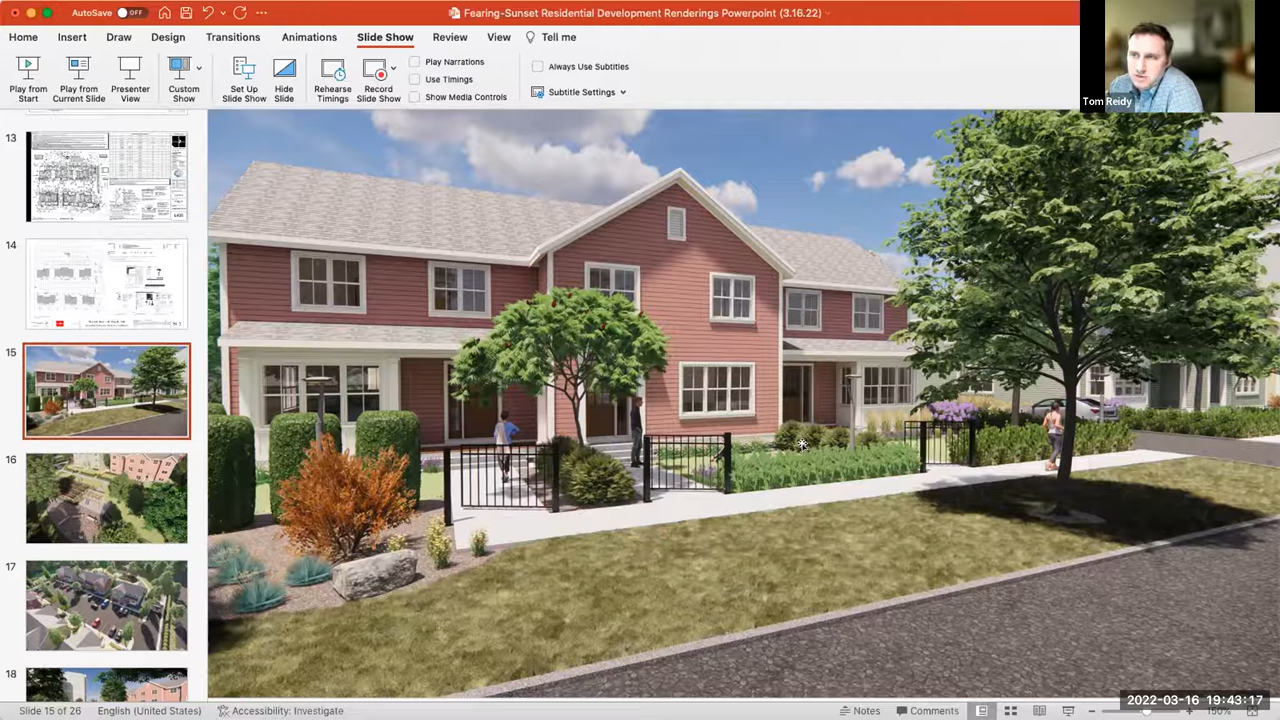 AutoSave OFF
Fearing-Sunset Residential Development Renderings Powerpoint (3.16.22)
Home Insert Draw Design Transitions Animations Slide Show Review View Tell me
Play from Start
Play from Current Slide
Presenter View
Custom Show
Set Up Slide Show
Hide Slide
Rehearse Timings
Record Slide Show
Play Narrations
Use Timings
Show Media Controls
Always Use Subtitles
Subtitle Settings
Tom Reidy
13
14
15
16
17
18
Slide 15 of 26 English (United States) Accessibility: Investigate Notes Comments
2022-03-16 19:43:17
150%